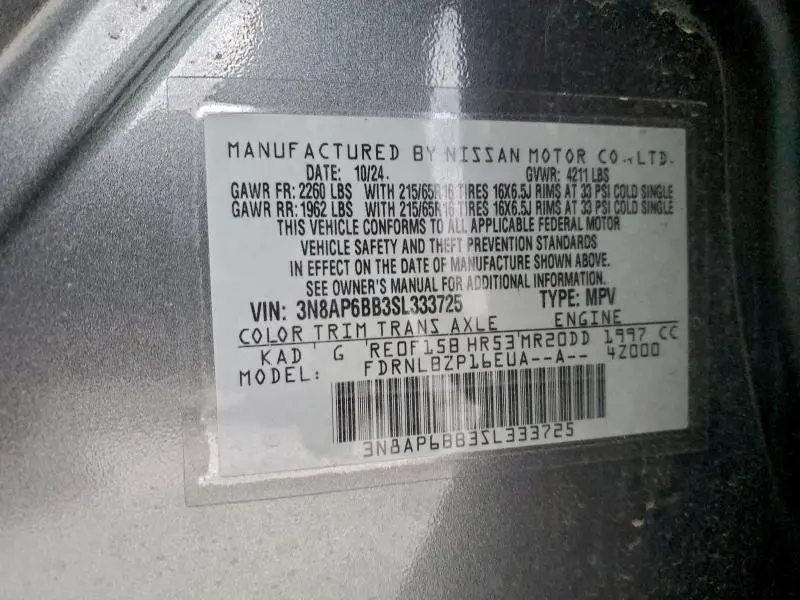 MANUFACTURED BY NISSAN MOTOR CO., LTD.
DATE: 10/24. GVWR: 4211 LBS
GAWR FR: 2260 LBS WITH 215/65R16 TIRES 16X6.5J RIMS AT 33 PSI COLD SINGLE
GAWR RR: 1962 LBS WITH 215/65R16 TIRES 16X6.5J RIMS AT 33 PSI COLD SINGLE
THIS VEHICLE CONFORMS TO ALL APPLICABLE FEDERAL MOTOR
VEHICLE SAFETY AND THEFT PREVENTION STANDARDS
IN EFFECT ON THE DATE OF MANUFACTURE SHOWN ABOVE.
SEE OWNER'S MANUAL FOR ADDITIONAL INFORMATION.
VIN: 3N8AP6BB3SL333725 TYPE: MPV
COLOR TRIM TRANS AXLE ENGINE
KAD G RE0F15B HR53 MR20DD 1997 CC
MODEL: FDRNLBZP16EUA--A-- 4Z000
3N8AP6BB3SL333725